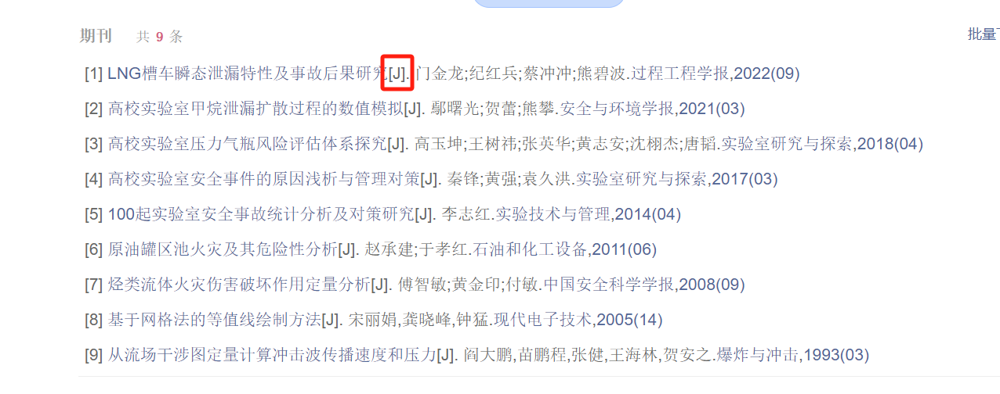 期刊 共 9 条
批量
[1] LNG槽车瞬态泄漏特性及事故后果研究[J]. 门金龙;纪红兵;蔡冲冲;熊碧波.过程工程学报,2022(09)
[2] 高校实验室甲烷泄漏扩散过程的数值模拟[J]. 鄢曙光;贺蕾;熊攀.安全与环境学报,2021(03)
[3] 高校实验室压力气瓶风险评估体系探究[J]. 高玉坤;王树祎;张英华;黄志安;沈栩杰;唐韬.实验室研究与探索,2018(04)
[4] 高校实验室安全事件的原因浅析与管理对策[J]. 秦锋;黄强;袁久洪.实验室研究与探索,2017(03)
[5] 100起实验室安全事故统计分析及对策研究[J]. 李志红.实验技术与管理,2014(04)
[6] 原油罐区池火灾及其危险性分析[J]. 赵承建;于孝红.石油和化工设备,2011(06)
[7] 烃类流体火灾伤害破坏作用定量分析[J]. 傅智敏;黄金印;付敏.中国安全科学学报,2008(09)
[8] 基于网格法的等值线绘制方法[J]. 宋丽娟,龚晓峰,钟猛.现代电子技术,2005(14)
[9] 从流场干涉图定量计算冲击波传播速度和压力[J]. 阎大鹏,苗鹏程,张健,王海林,贺安之.爆炸与冲击,1993(03)